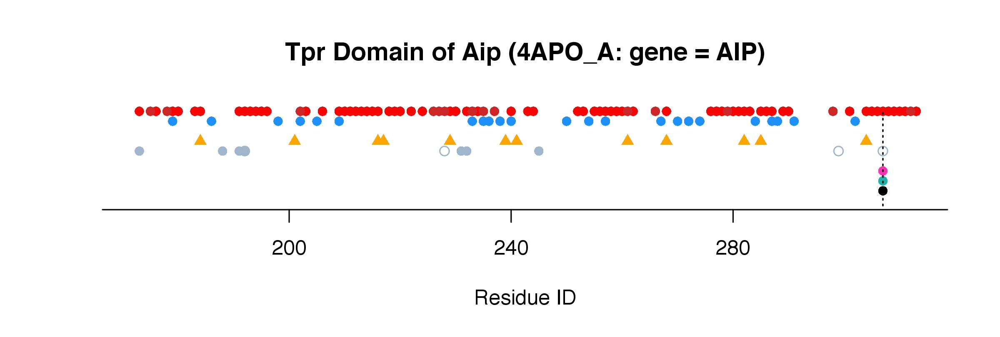 Tpr Domain of Aip (4APO_A: gene = AIP)
200 240 280
Residue ID